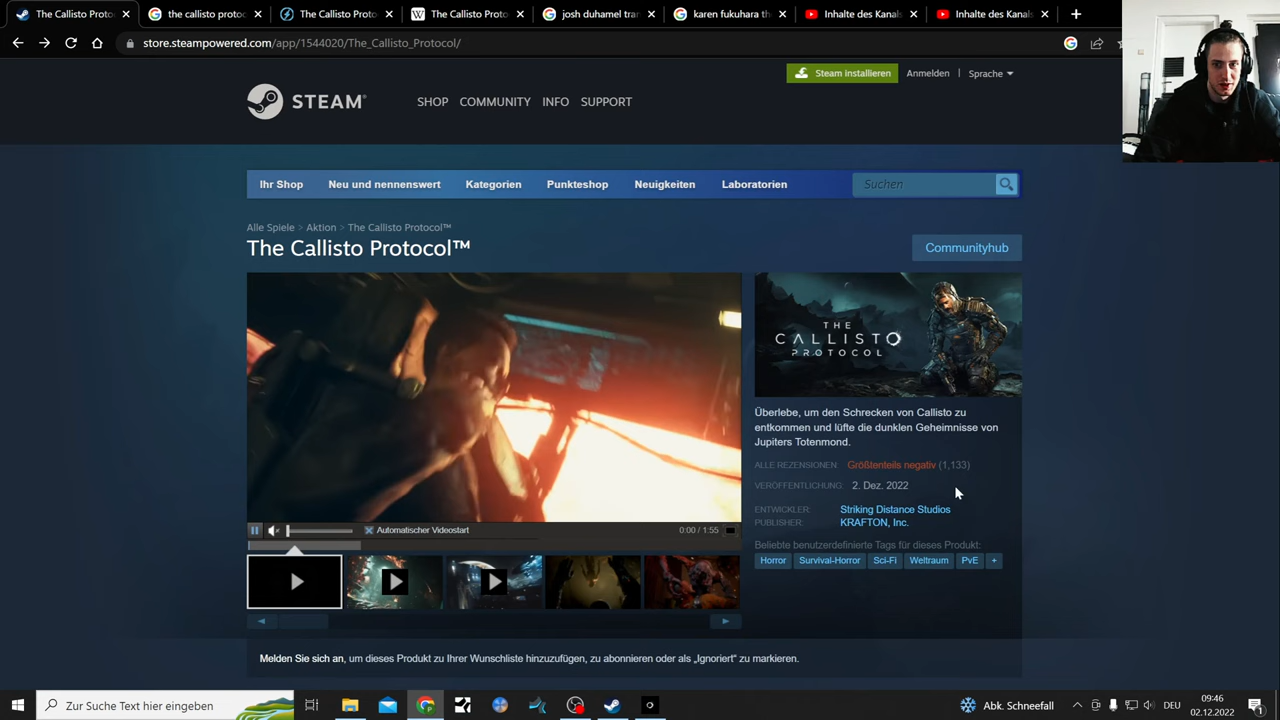 The Callisto Proto
the callisto protoc
The Callisto Proto
The Callisto Proto
josh duhamel tran
karen fukuhara th
Inhalte des Kanals
Inhalte des Kanals
store.steampowered.com/app/1544020/The_Callisto_Protocol/
Steam installieren
Anmelden
Sprache
STEAM
SHOP
COMMUNITY
INFO
SUPPORT
Ihr Shop
Neu und nennenswert
Kategorien
Punkteshop
Neuigkeiten
Laboratorien
Suchen
Alle Spiele > Aktion > The Callisto Protocol™
The Callisto Protocol™
Communityhub
THE
CALLISTO
PROTOCOL
Überlebe, um den Schrecken von Callisto zu
entkommen und lüfte die dunklen Geheimnisse von
Jupiters Totenmond.
ALLE REZENSIONEN: Größtenteils negativ (1,133)
VERÖFFENTLICHUNG: 2. Dez. 2022
ENTWICKLER: Striking Distance Studios
PUBLISHER: KRAFTON, Inc.
Beliebte benutzerdefinierte Tags für dieses Produkt:
Horror
Survival-Horror
Sci-Fi
Weltraum
PvE
+
Automatischer Videostart
0:00 / 1:55
Melden Sie sich an, um dieses Produkt zu Ihrer Wunschliste hinzuzufügen, zu abonnieren oder als „Ignoriert" zu markieren.
Zur Suche Text hier eingeben
Abk. Schneefall
DEU
09:46
02.12.2022
1